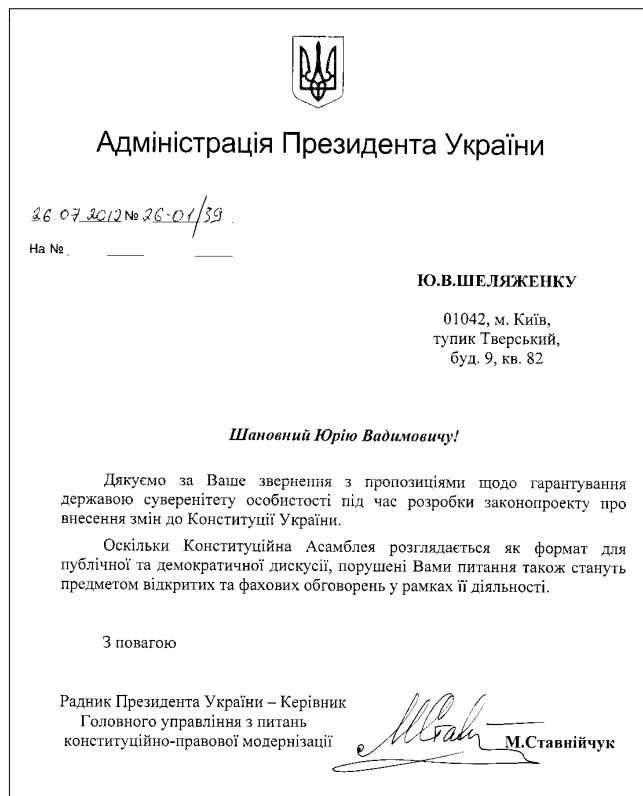 Адміністрація Президента України
26.07.2012 № 26-01/39
На №
Ю.В.ШЕЛЯЖЕНКУ
01042, м. Київ,
тупик Тверський,
буд. 9, кв. 82
Шановний Юрію Вадимовичу!
Дякуємо за Ваше звернення з пропозиціями щодо гарантування
державою суверенітету особистості під час розробки законопроекту про
внесення змін до Конституції України.
Оскільки Конституційна Асамблея розглядається як формат для
публічної та демократичної дискусії, порушені Вами питання також стануть
предметом відкритих та фахових обговорень у рамках її діяльності.
З повагою
Радник Президента України – Керівник
Головного управління з питань
конституційно-правової модернізації
М.Ставнійчук